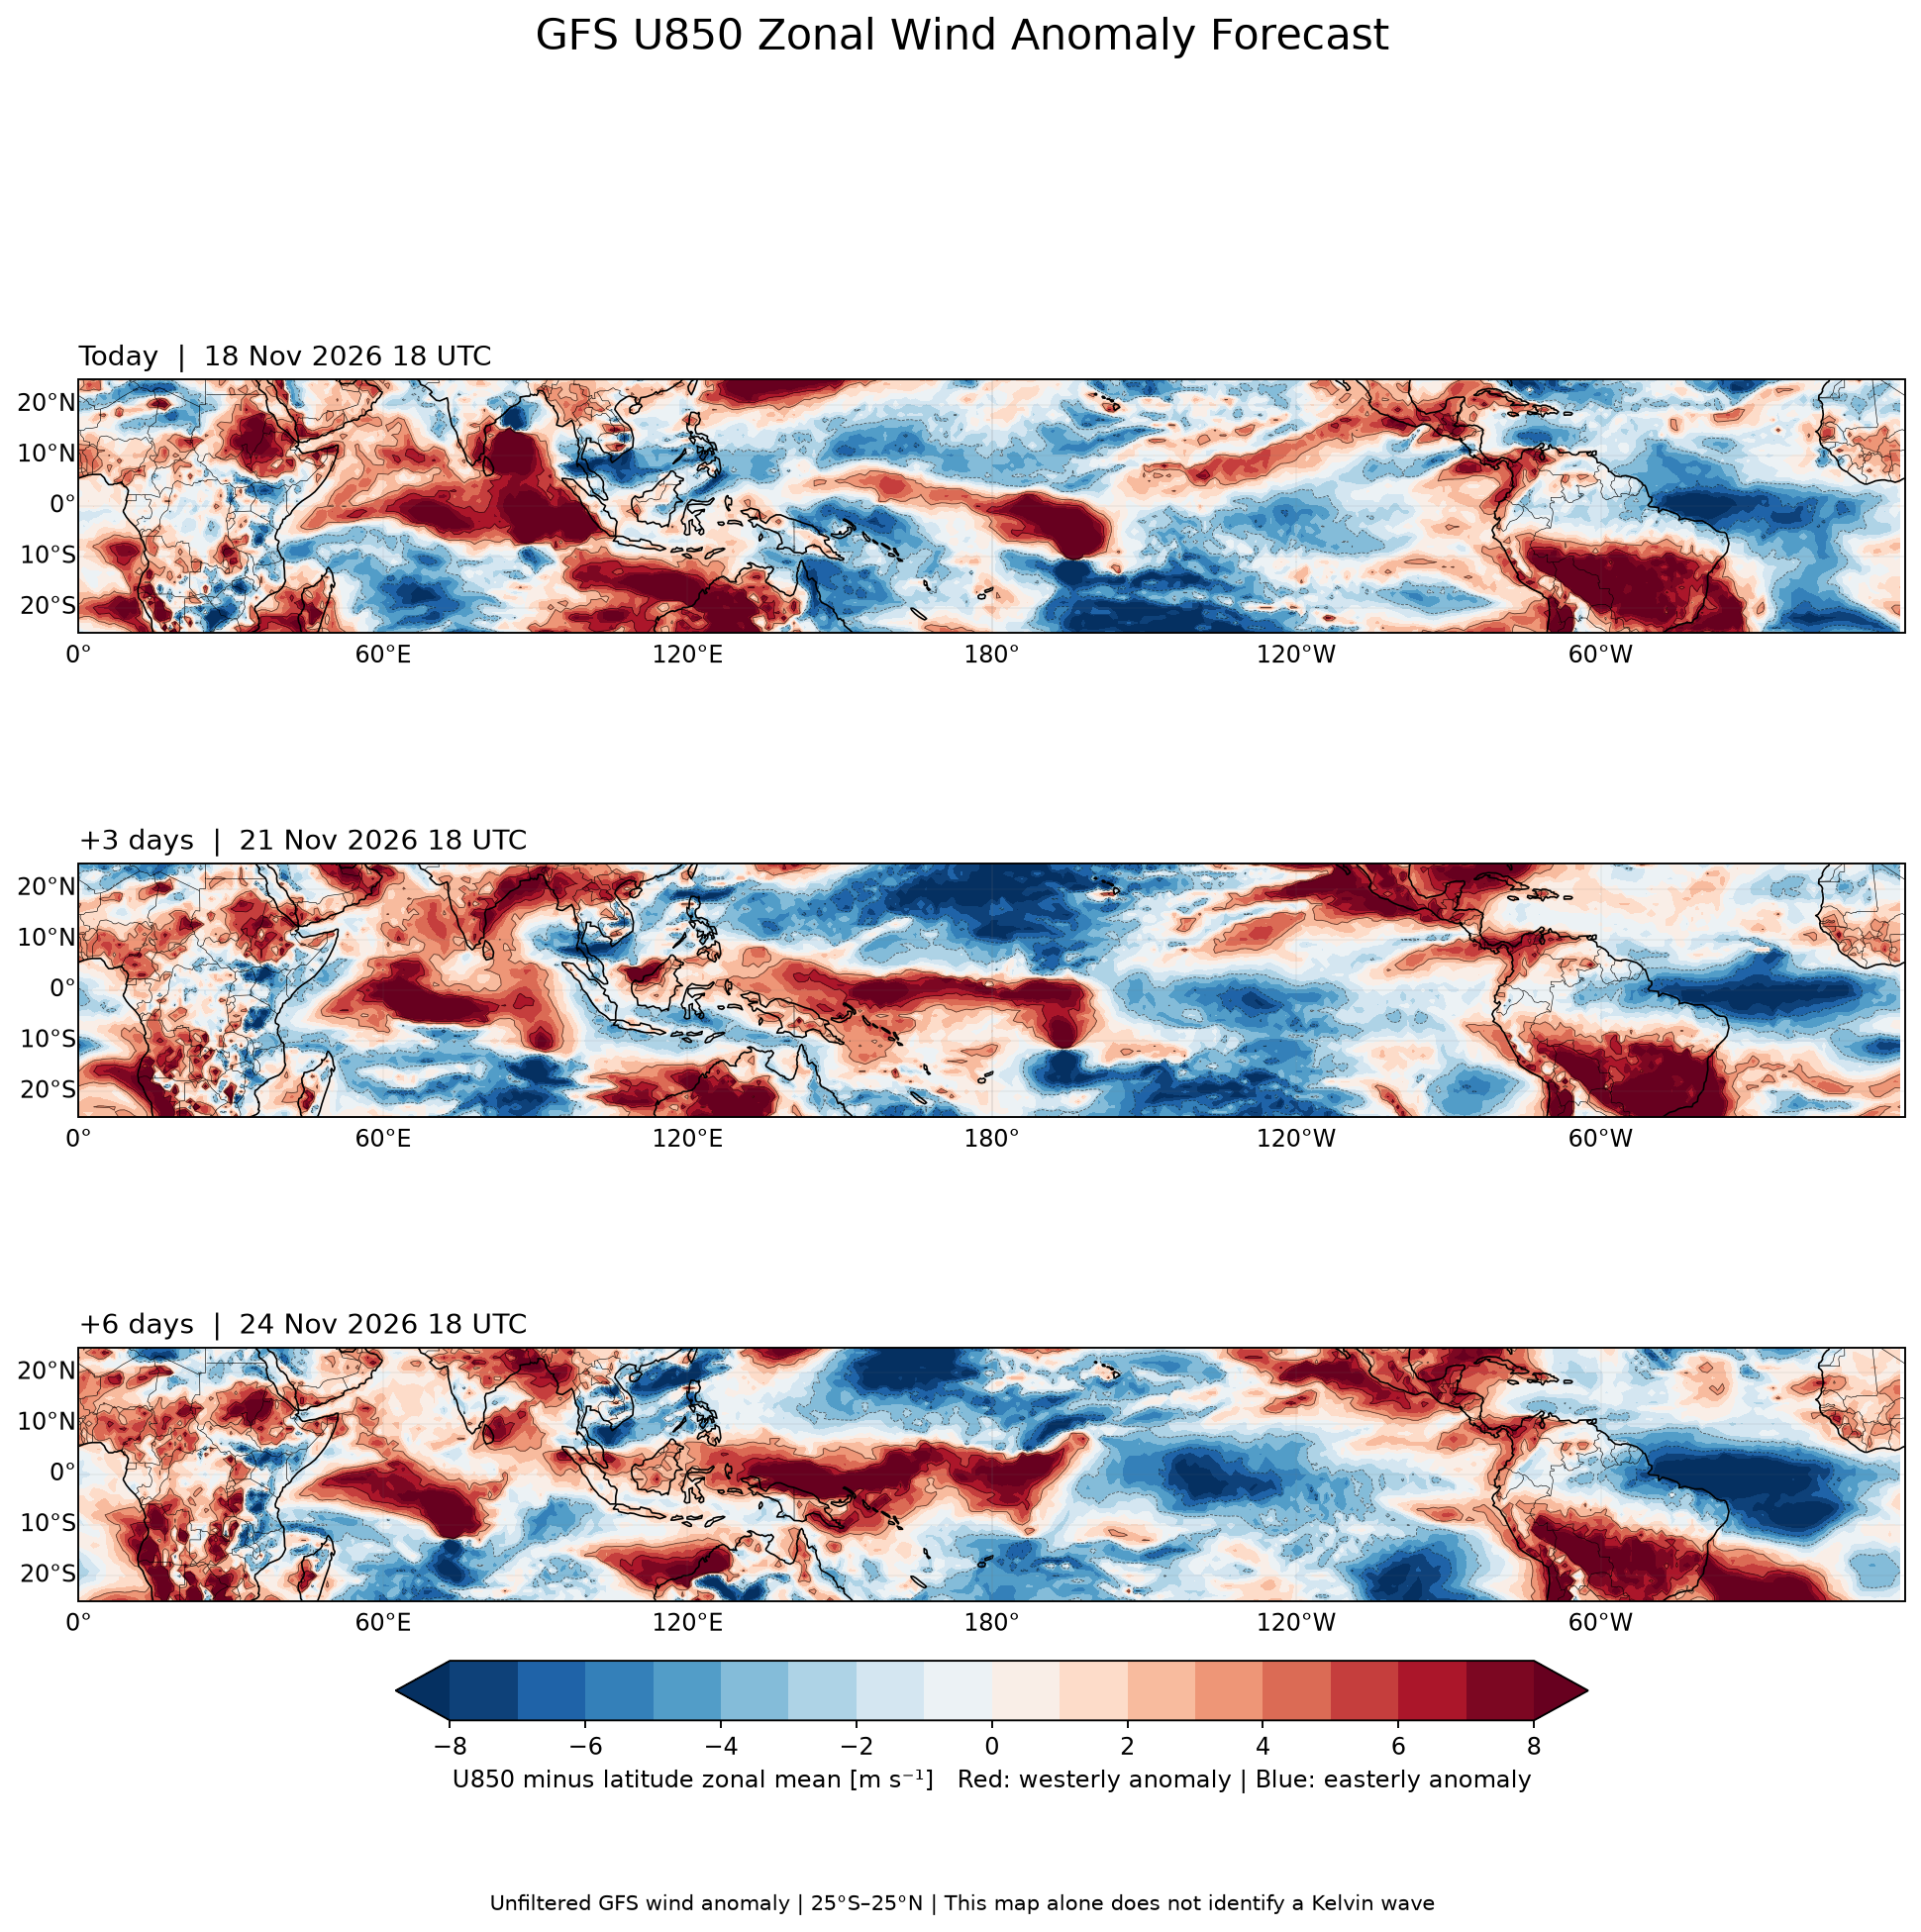 GFS U850 Zonal Wind Anomaly Forecast
Today | 18 Nov 2026 18 UTC
20°N
10°N
0°
10°S
20°S
0° 60°E 120°E 180° 120°W 60°W
+3 days | 21 Nov 2026 18 UTC
20°N
10°N
0°
10°S
20°S
0° 60°E 120°E 180° 120°W 60°W
+6 days | 24 Nov 2026 18 UTC
20°N
10°N
0°
10°S
20°S
0° 60°E 120°E 180° 120°W 60°W
−8 −6 −4 −2 0 2 4 6 8
U850 minus latitude zonal mean [m s⁻¹] Red: westerly anomaly | Blue: easterly anomaly
Unfiltered GFS wind anomaly | 25°S–25°N | This map alone does not identify a Kelvin wave